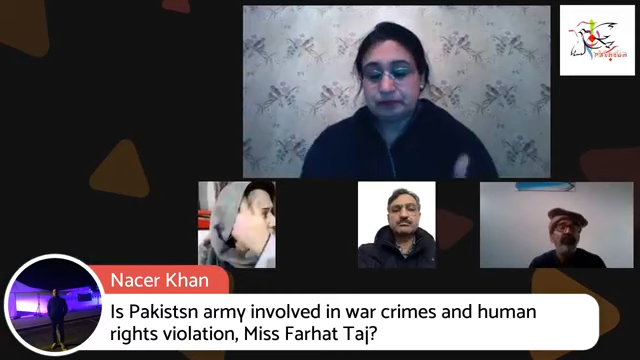 Nacer Khan
Is Pakistsn army involved in war crimes and human
rights violation, Miss Farhat Taj?